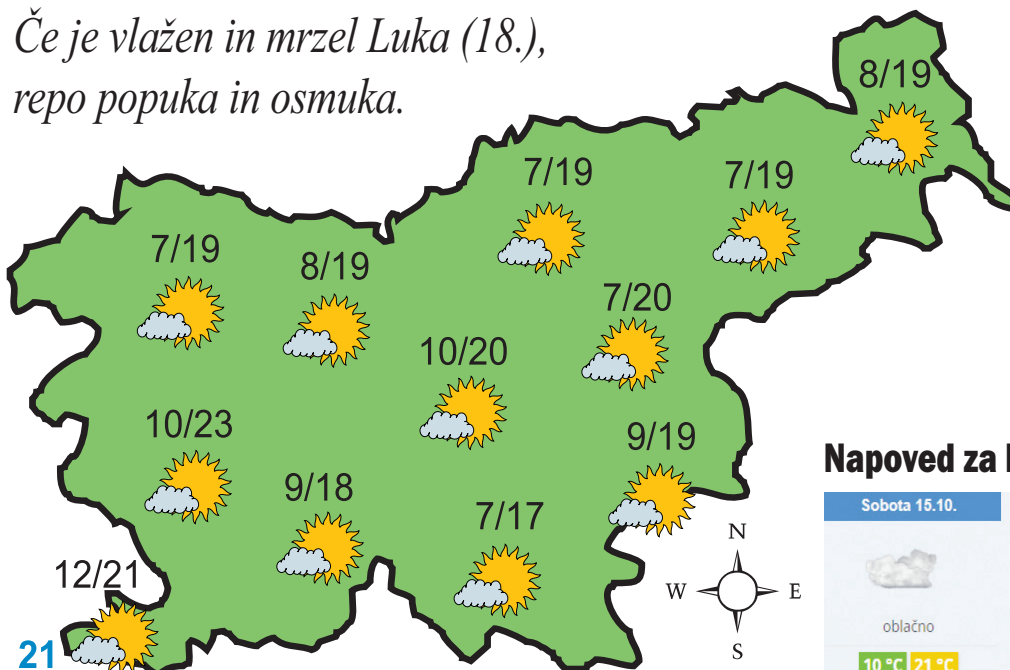 Če je vlažen in mrzel Luka (18.),
repo popuka in osmuka.
8/19
7/19
7/19
7/19
8/19
7/20
10/20
10/23
9/19
9/18
7/17
12/21
21
N
W
E
S
Napoved za
Sobota 15.10.
oblačno
10 °C 21 °C